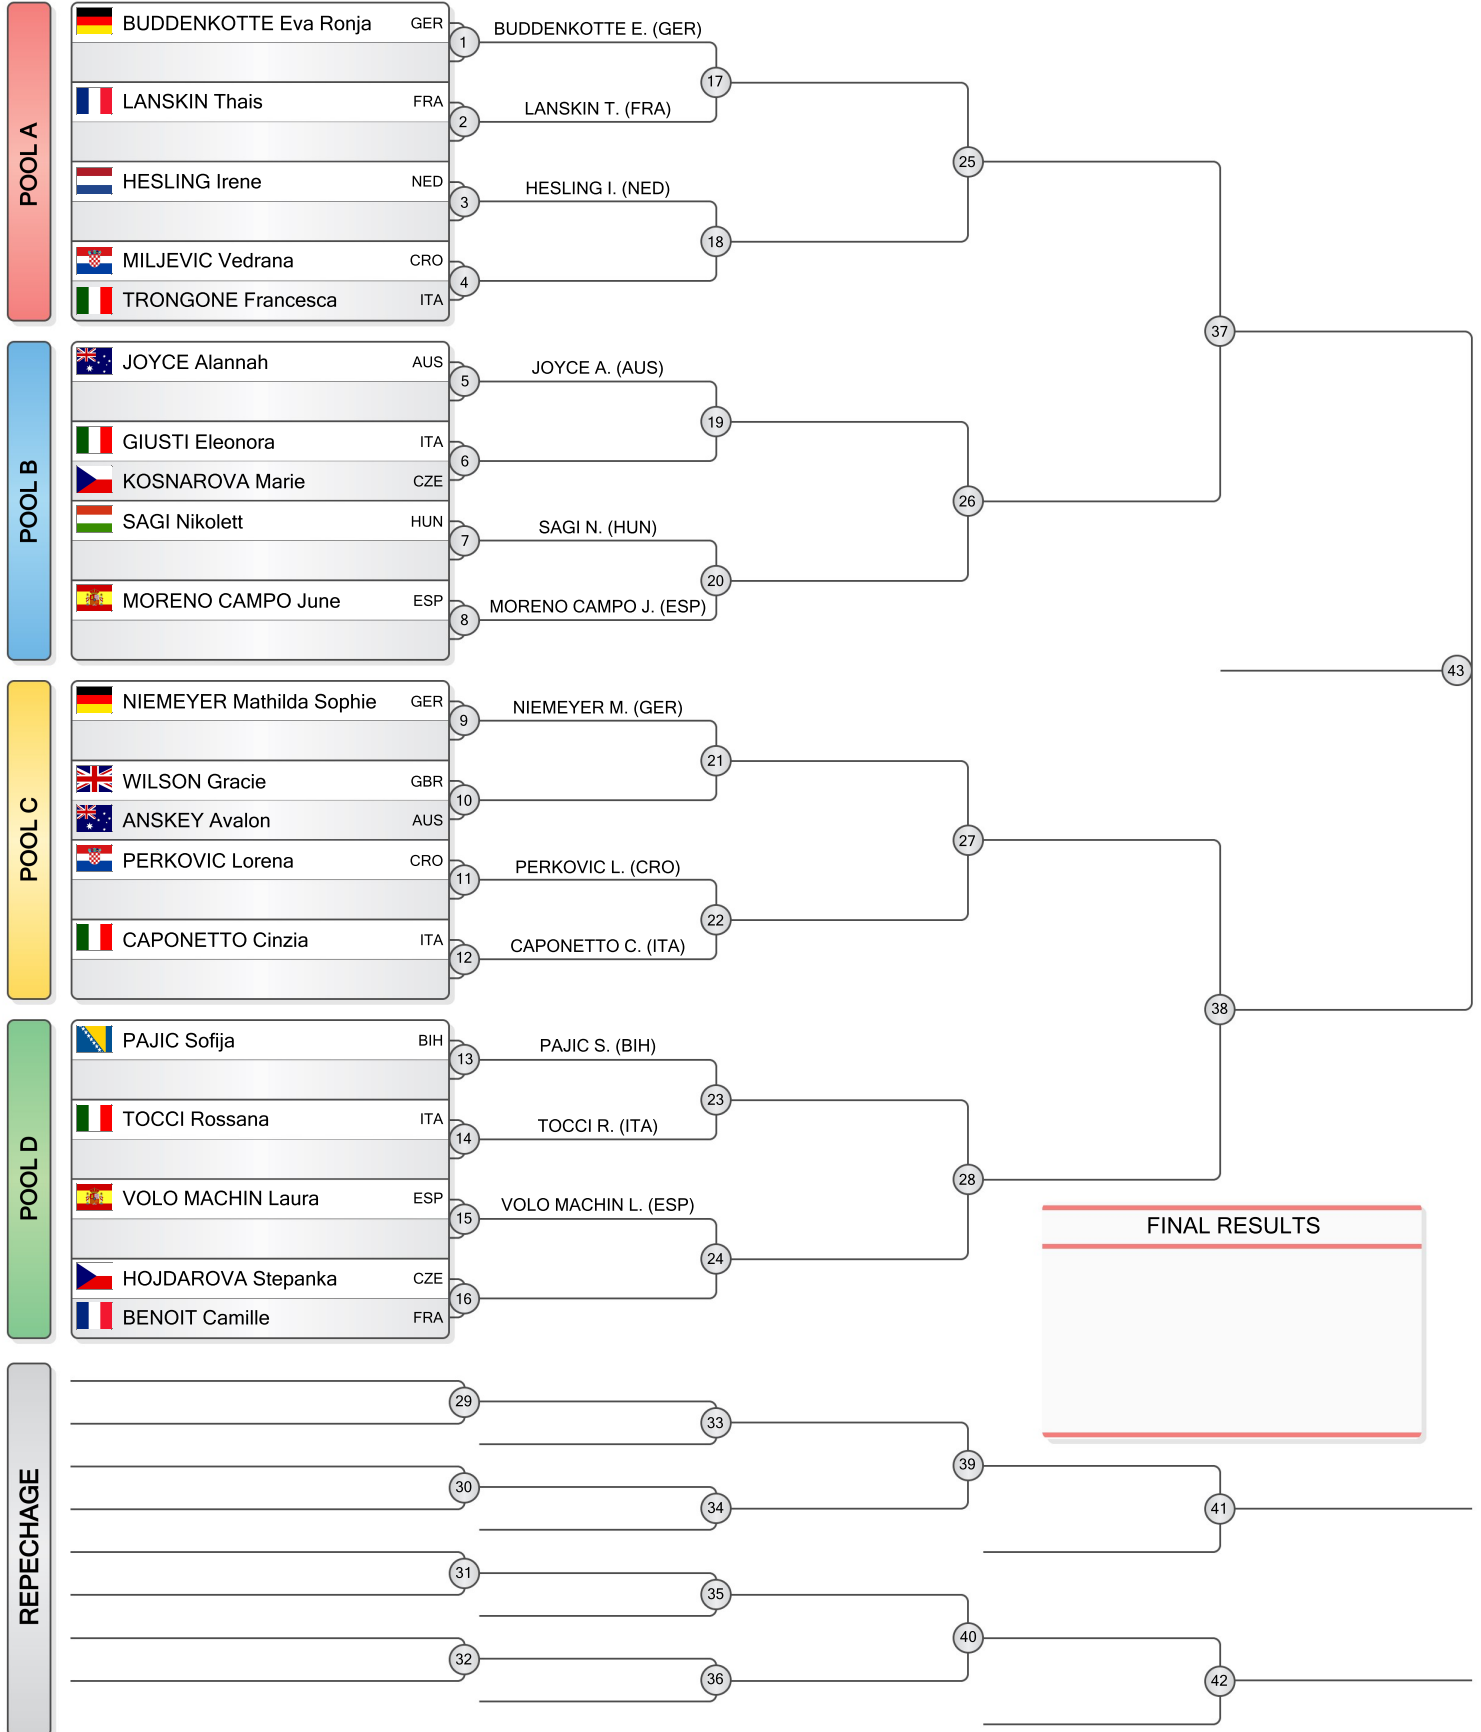 POOL A
BUDDENKOTTE Eva Ronja GER
1
BUDDENKOTTE E. (GER)
17
LANSKIN Thais FRA
2
LANSKIN T. (FRA)
25
HESLING Irene NED
3
HESLING I. (NED)
18
MILJEVIC Vedrana CRO
4
TRONGONE Francesca ITA
37
POOL B
JOYCE Alannah AUS
5
JOYCE A. (AUS)
19
GIUSTI Eleonora ITA
6
KOSNAROVA Marie CZE
26
SAGI Nikolett HUN
7
SAGI N. (HUN)
20
MORENO CAMPO June ESP
8
MORENO CAMPO J. (ESP)
43
POOL C
NIEMEYER Mathilda Sophie GER
9
NIEMEYER M. (GER)
21
WILSON Gracie GBR
10
ANSKEY Avalon AUS
27
PERKOVIC Lorena CRO
11
PERKOVIC L. (CRO)
22
CAPONETTO Cinzia ITA
12
CAPONETTO C. (ITA)
38
POOL D
PAJIC Sofija BIH
13
PAJIC S. (BIH)
23
TOCCI Rossana ITA
14
TOCCI R. (ITA)
28
VOLO MACHIN Laura ESP
15
VOLO MACHIN L. (ESP)
24
HOJDAROVA Stepanka CZE
16
BENOIT Camille FRA
FINAL RESULTS
REPECHAGE
29
33
39
30
34
41
31
35
40
32
36
42